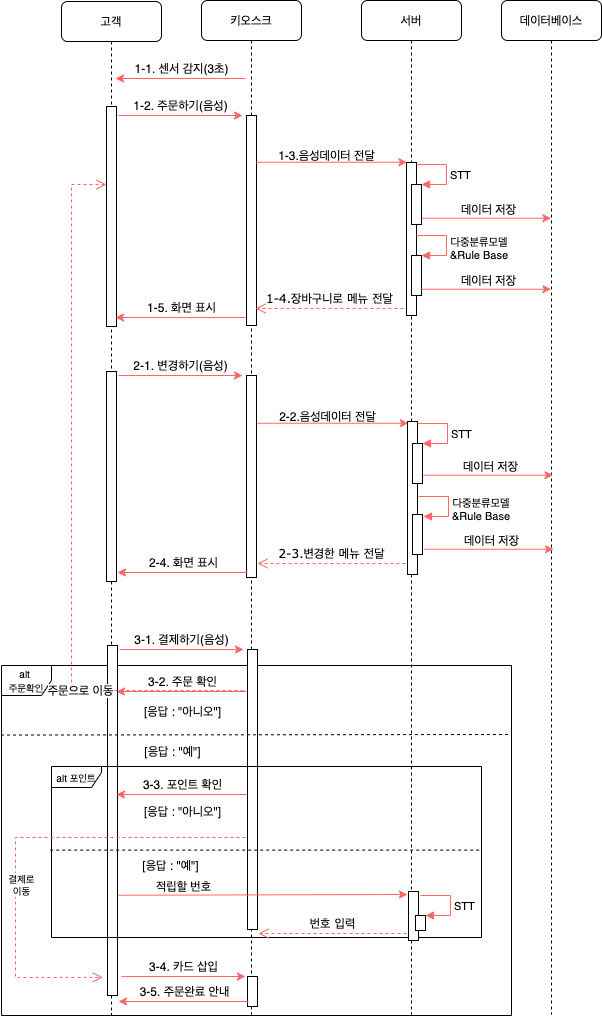 고객
키오스크
서버
데이터베이스
1-1. 센서 감지(3초)
1-2. 주문하기(음성)
1-3.음성데이터 전달
STT
데이터 저장
다중분류모델
&Rule Base
데이터 저장
1-4.장바구니로 메뉴 전달
1-5. 화면 표시
2-1. 변경하기(음성)
2-2.음성데이터 전달
STT
데이터 저장
다중분류모델
&Rule Base
데이터 저장
2-3.변경한 메뉴 전달
2-4. 화면 표시
3-1. 결제하기(음성)
alt
주문확인
주문으로 이동
3-2. 주문 확인
[응답 : "아니오"]
[응답 : "예"]
alt 포인트
3-3. 포인트 확인
[응답 : "아니오"]
결제로
이동
[응답 : "예"]
적립할 번호
STT
번호 입력
3-4. 카드 삽입
3-5. 주문완료 안내